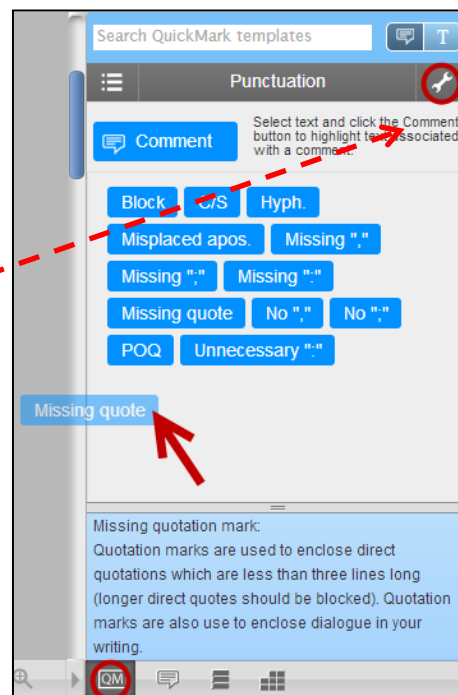 Search QuickMark templates T
Punctuation
Comment
Select text and click the Comment
button to highlight text associated
with a comment.
Block C/S Hyph.
Misplaced apos. Missing ","
Missing ";" Missing ":"
Missing quote No "," No ";"
POQ Unnecessary ":"
Missing quote
Missing quotation mark:
Quotation marks are used to enclose direct
quotations which are less than three lines long
(longer direct quotes should be blocked). Quotation
marks are also use to enclose dialogue in your
writing.
QM